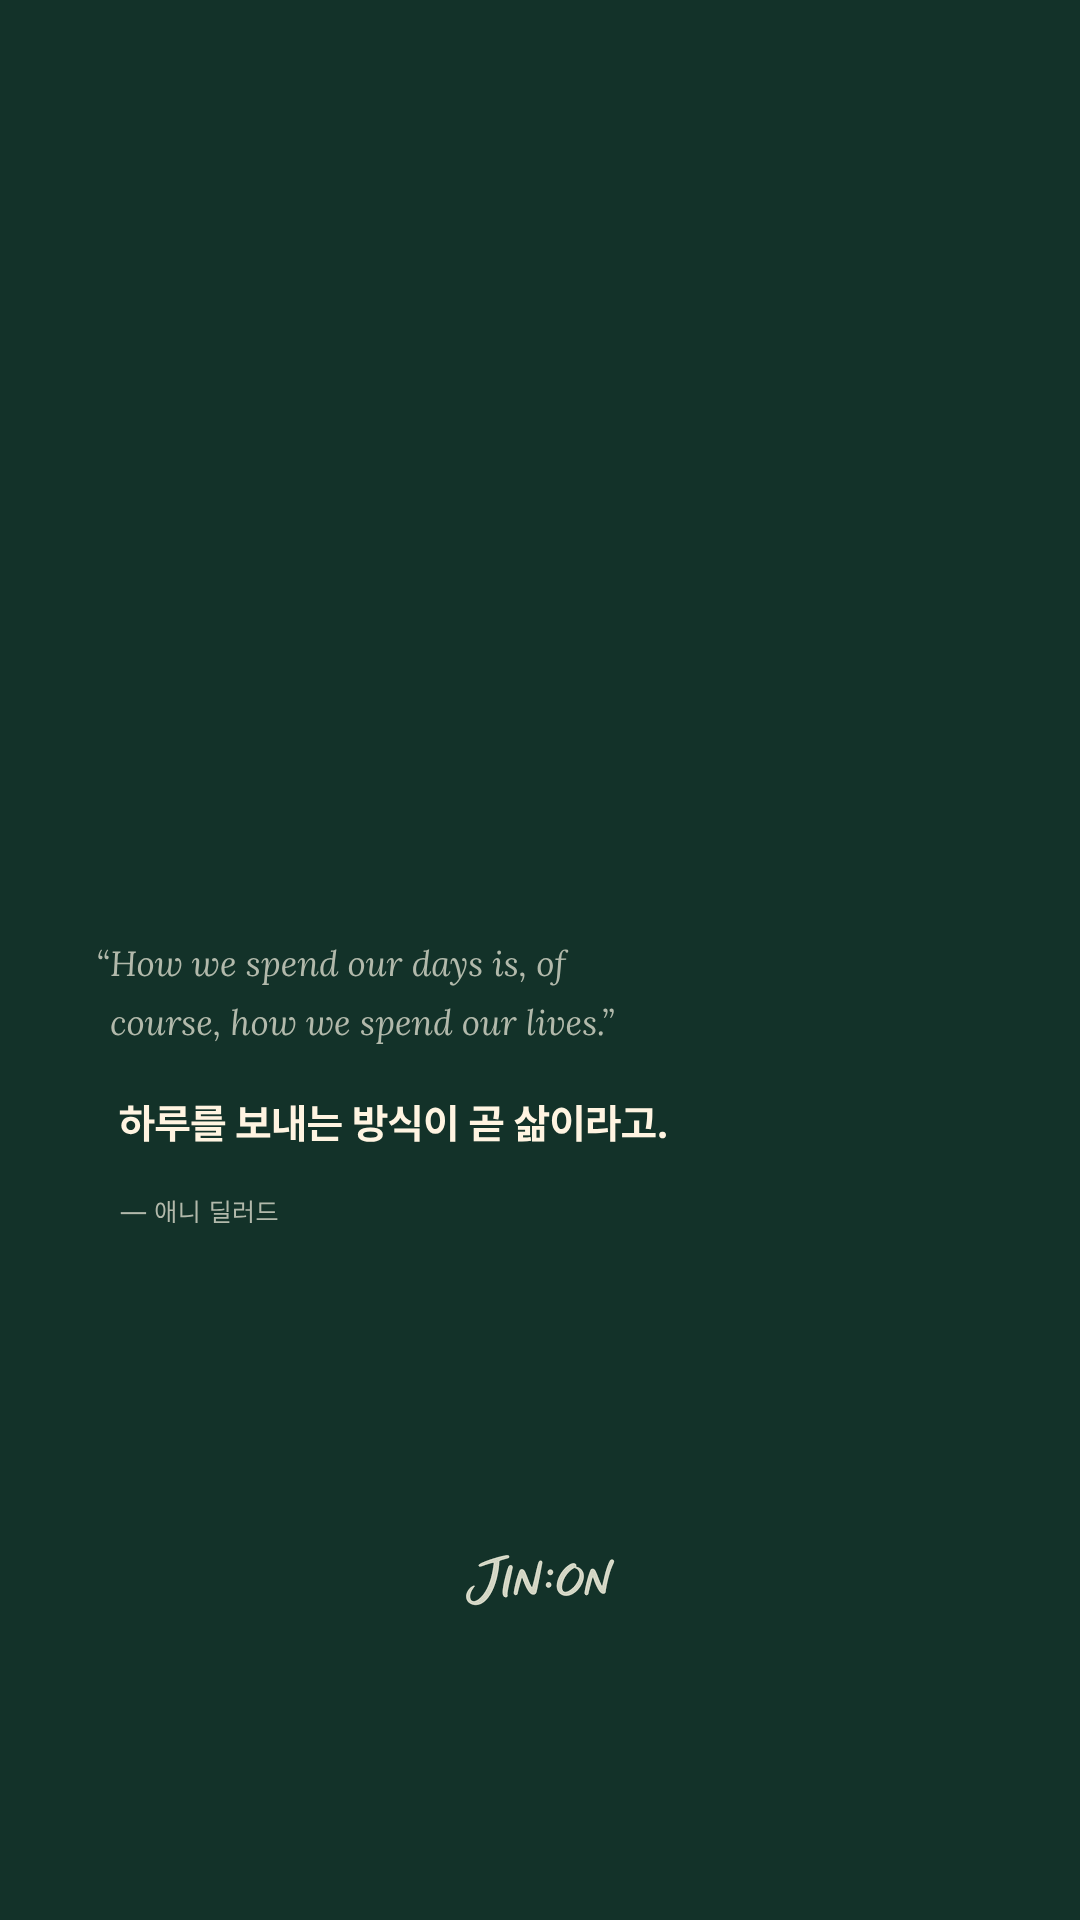 “How we spend our days is, of
course, how we spend our lives.”
하루를 보내는 방식이 곧 삶이라고.
— 애니 딜러드
JIN:ON